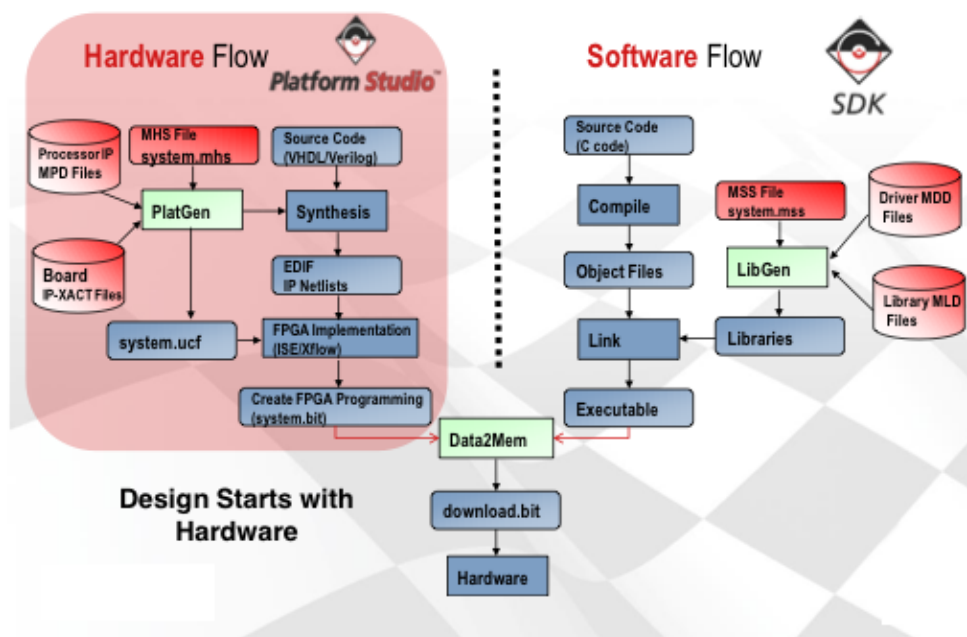 Hardware Flow
Platform Studio™
Processor IP
MPD Files
MHS File
system.mhs
Source Code
(VHDL/Verilog)
PlatGen
Synthesis
Board
IP-XACT Files
EDIF
IP Netlists
system.ucf
FPGA Implementation
(ISE/Xflow)
Create FPGA Programming
(system.bit)
Software Flow
SDK
Source Code
(C code)
Compile
MSS File
system.mss
Driver MDD
Files
Object Files
LibGen
Library MLD
Files
Link
Libraries
Executable
Data2Mem
download.bit
Hardware
Design Starts with
Hardware